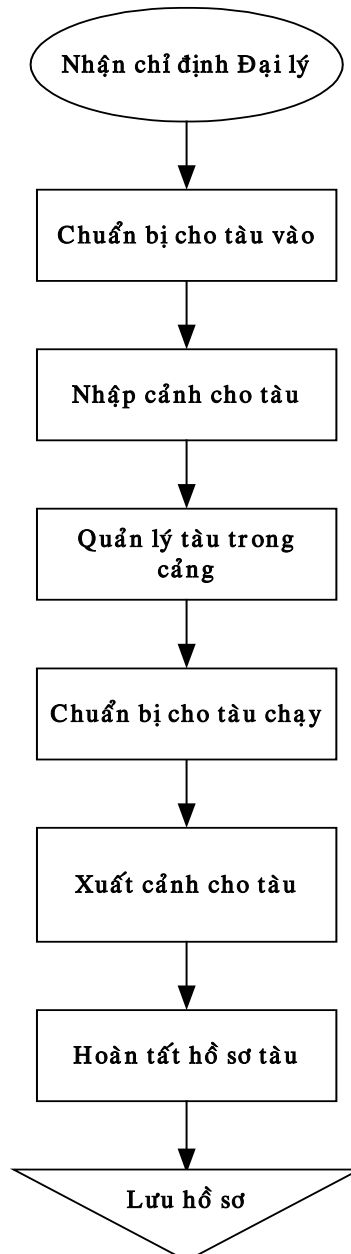 Nhận chỉ định Đại lý
Chuẩn bị cho tàu vào
Nhập cảnh cho tàu
Quản lý tàu trong
cảng
Chuẩn bị cho tàu chạy
Xuất cảnh cho tàu
Hoàn tất hồ sơ tàu
Lưu hồ sơ